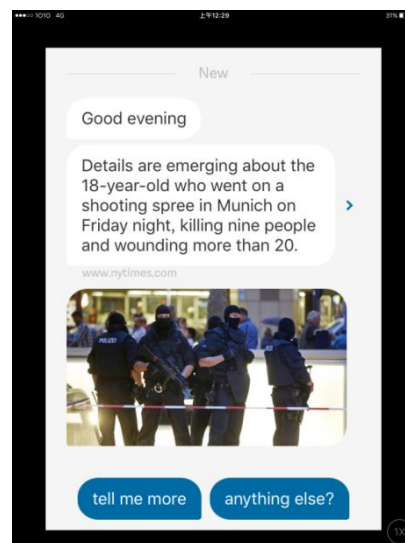 ●●●○○ 1010 4G
上午12:29
31%
New
Good evening
Details are emerging about the
18-year-old who went on a
shooting spree in Munich on
Friday night, killing nine people
and wounding more than 20.
www.nytimes.com
POLIZEI
tell me more
anything else?
1X